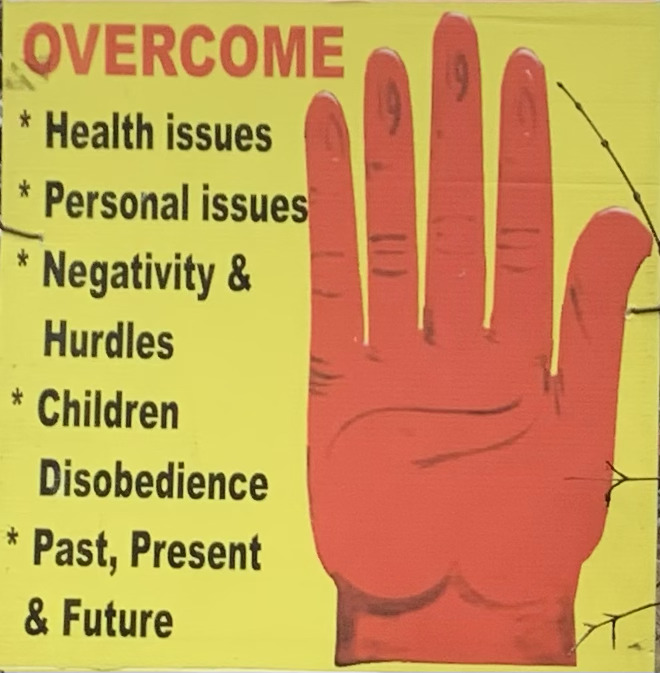 OVERCOME
* Health issues
* Personal issues
* Negativity &
Hurdles
* Children
Disobedience
* Past, Present
& Future